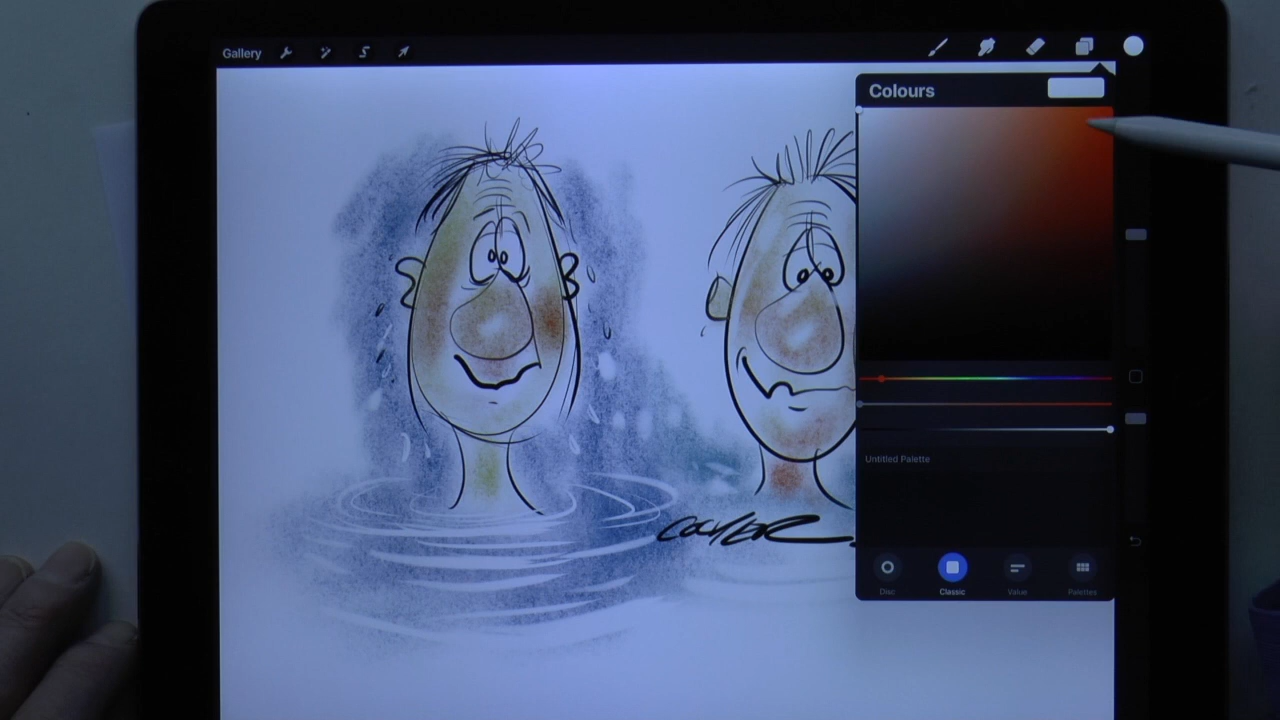 Gallery
Colours
Untitled Palette
Disc
Classic
Value
Palettes